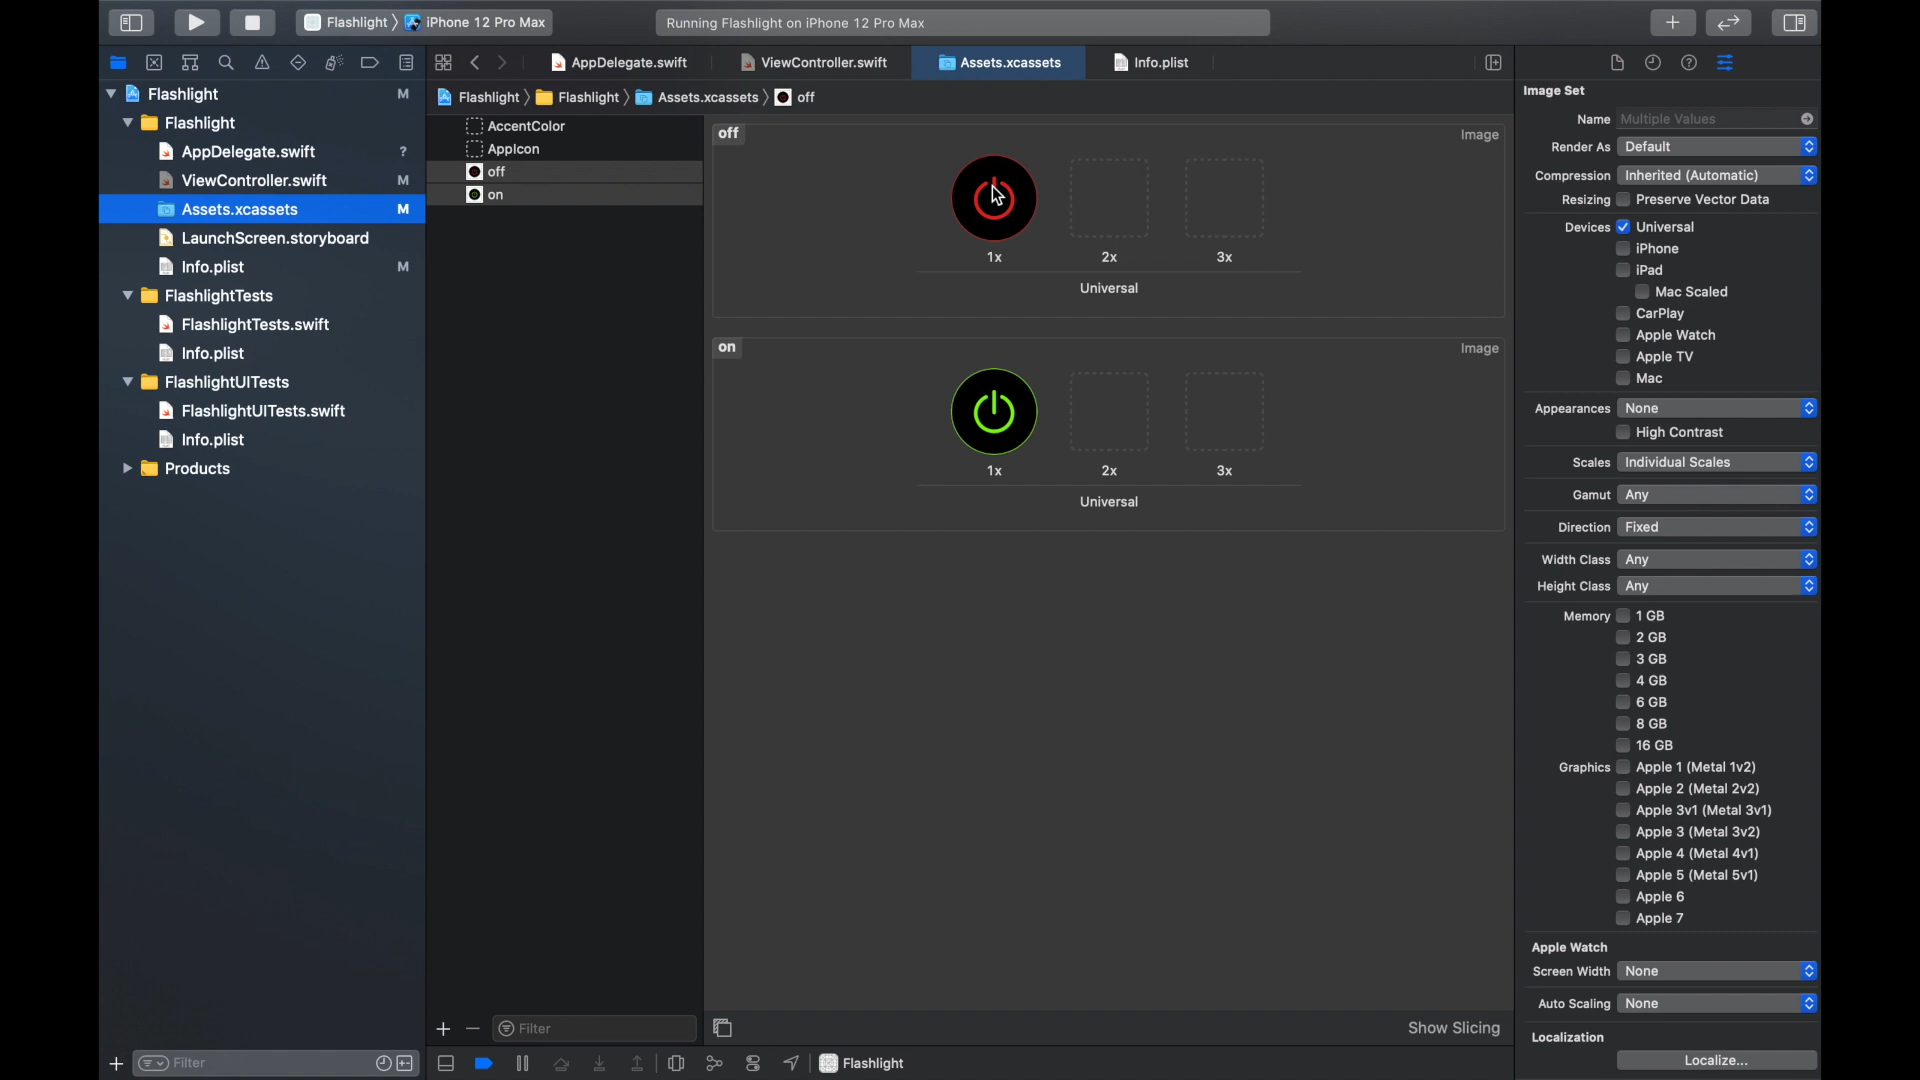 Flashlight 〉 iPhone 12 Pro Max
Running Flashlight on iPhone 12 Pro Max
AppDelegate.swift
ViewController.swift
Assets.xcassets
Info.plist
Flashlight M
Flashlight
AppDelegate.swift ?
ViewController.swift M
Assets.xcassets M
LaunchScreen.storyboard
Info.plist M
FlashlightTests
FlashlightTests.swift
Info.plist
FlashlightUITests
FlashlightUITests.swift
Info.plist
Products
Filter
Flashlight 〉 Flashlight 〉 Assets.xcassets 〉 off
AccentColor
AppIcon
off
on
Filter
off Image
1x 2x 3x
Universal
on Image
1x 2x 3x
Universal
Show Slicing
Flashlight
Image Set
Name Multiple Values
Render As Default
Compression Inherited (Automatic)
Resizing Preserve Vector Data
Devices Universal
iPhone
iPad
Mac Scaled
CarPlay
Apple Watch
Apple TV
Mac
Appearances None
High Contrast
Scales Individual Scales
Gamut Any
Direction Fixed
Width Class Any
Height Class Any
Memory 1 GB
2 GB
3 GB
4 GB
6 GB
8 GB
16 GB
Graphics Apple 1 (Metal 1v2)
Apple 2 (Metal 2v2)
Apple 3v1 (Metal 3v1)
Apple 3 (Metal 3v2)
Apple 4 (Metal 4v1)
Apple 5 (Metal 5v1)
Apple 6
Apple 7
Apple Watch
Screen Width None
Auto Scaling None
Localization
Localize...